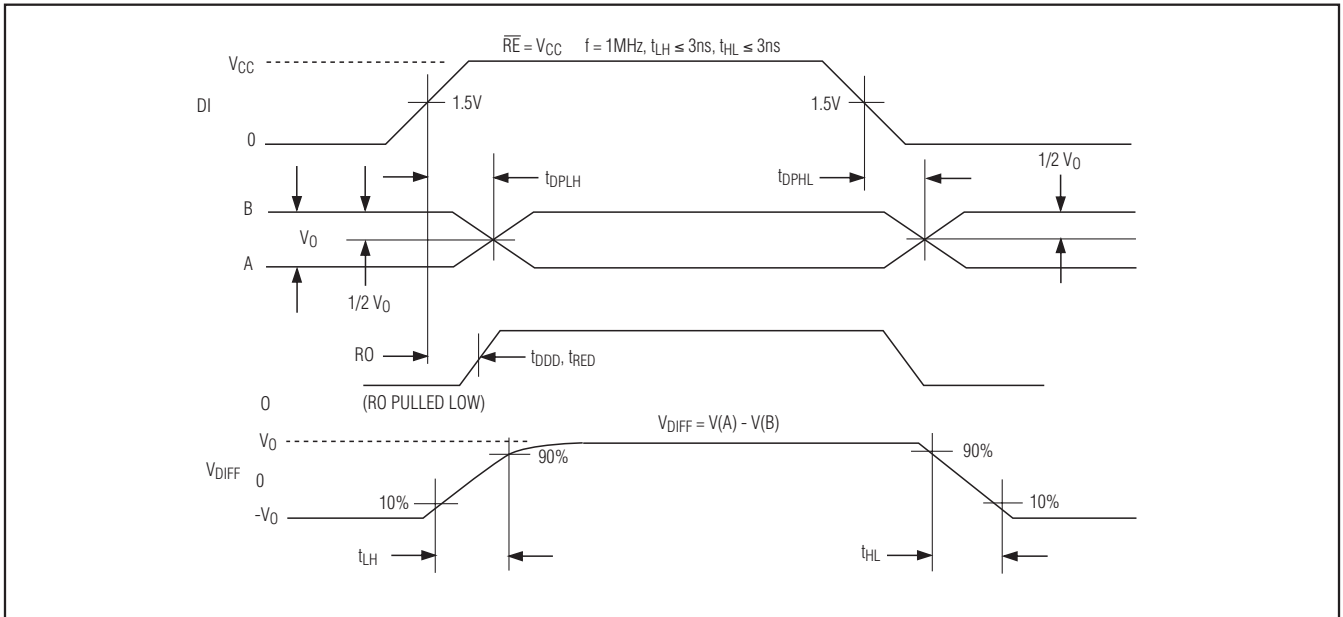 R̅E̅ = VCC f = 1MHz, tLH ≤ 3ns, tHL ≤ 3ns
VCC
DI
1.5V
1.5V
0
1/2 VO
tDPLH
tDPHL
B
VO
A
1/2 VO
RO
tDDD, tRED
O
(RO PULLED LOW)
VDIFF = V(A) - V(B)
VO
90%
90%
VDIFF
0
10%
10%
-VO
tLH
tHL